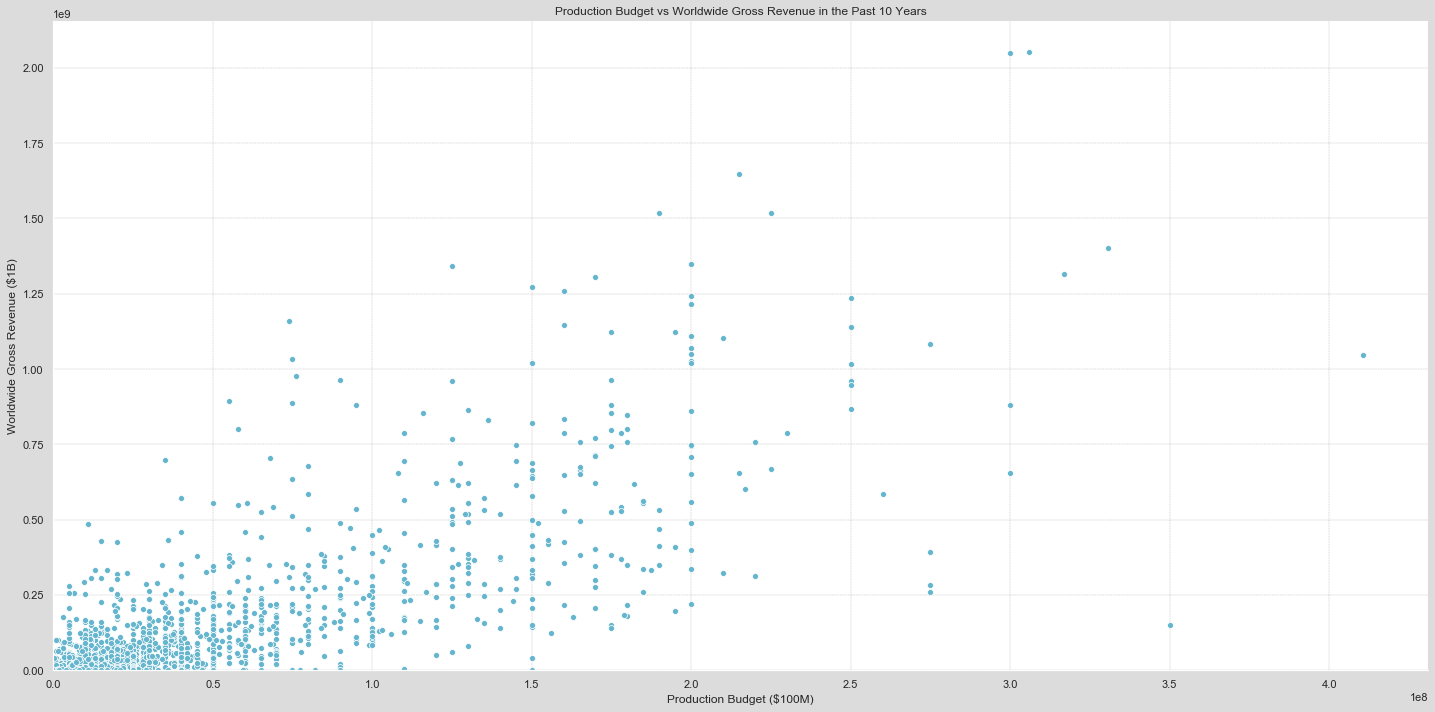 Production Budget vs Worldwide Gross Revenue in the Past 10 Years
1e9
2.00
1.75
1.50
1.25
1.00
0.75
0.50
0.25
0.00
Worldwide Gross Revenue ($1B)
0.0 0.5 1.0 1.5 2.0 2.5 3.0 3.5 4.0
Production Budget ($100M)
1e8